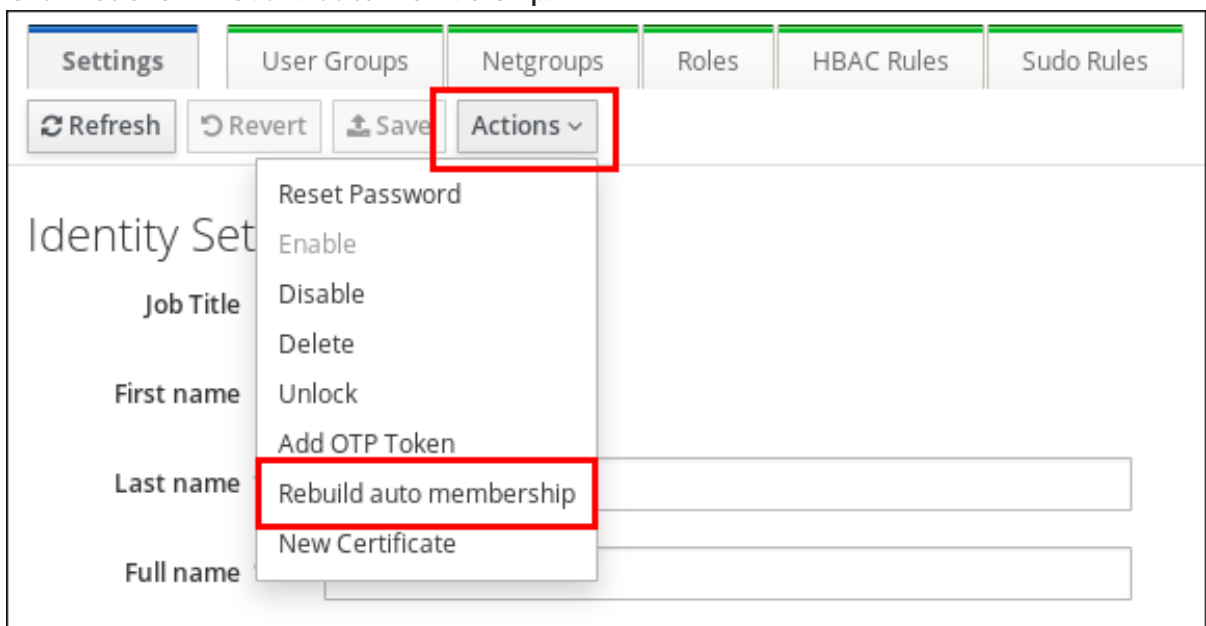 Settings User Groups Netgroups Roles HBAC Rules Sudo Rules
Refresh Revert Save Actions
Reset Password
Identity Set
Enable
Job Title Disable
Delete
First name Unlock
Add OTP Token
Last name Rebuild auto membership
New Certificate
Full name